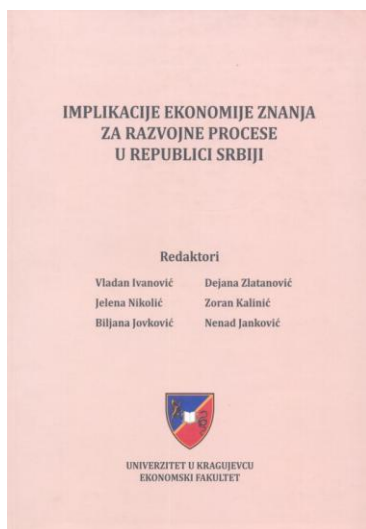 IMPLIKACIJE EKONOMIJE ZNANJA
ZA RAZVOJNE PROCESE
U REPUBLICI SRBIJI
Redaktori
Vladan Ivanović Dejana Zlatanović
Jelena Nikolić Zoran Kalinić
Biljana Jovković Nenad Janković
UNIVERZITET U KRAGUJEVCU
EKONOMSKI FAKULTET